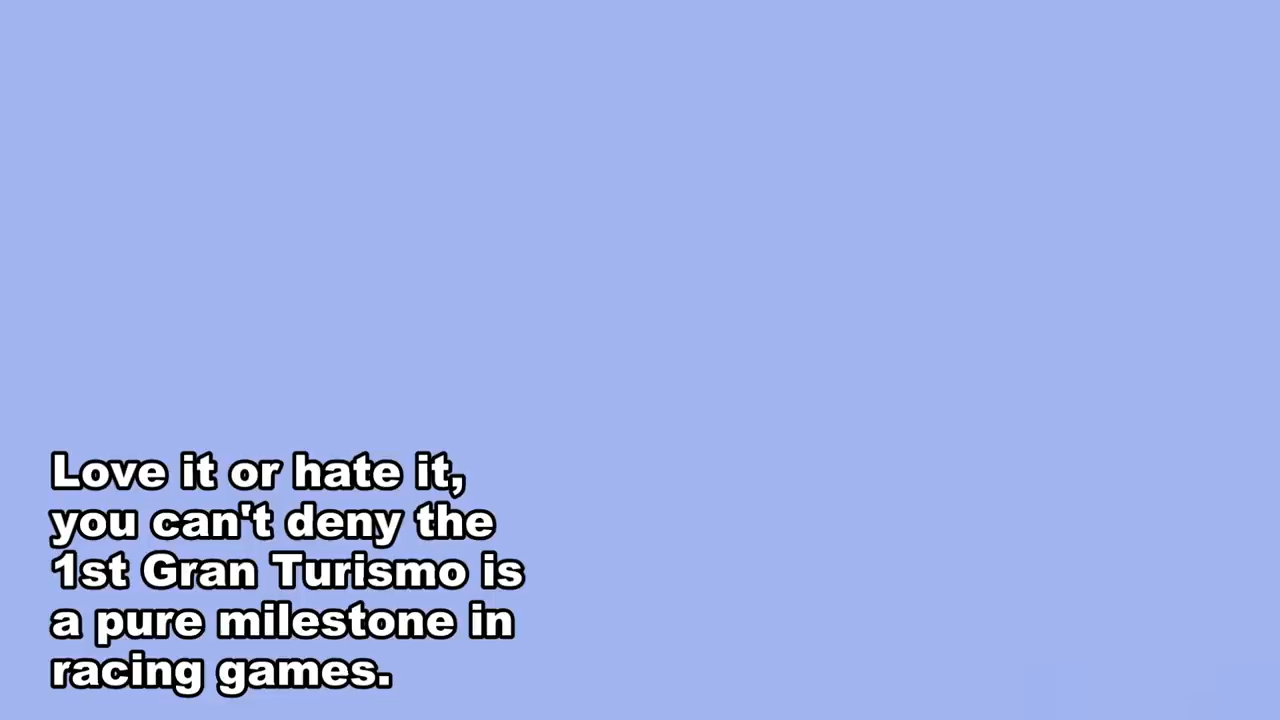 Love it or hate it,
you can't deny the
1st Gran Turismo is
a pure milestone in
racing games.